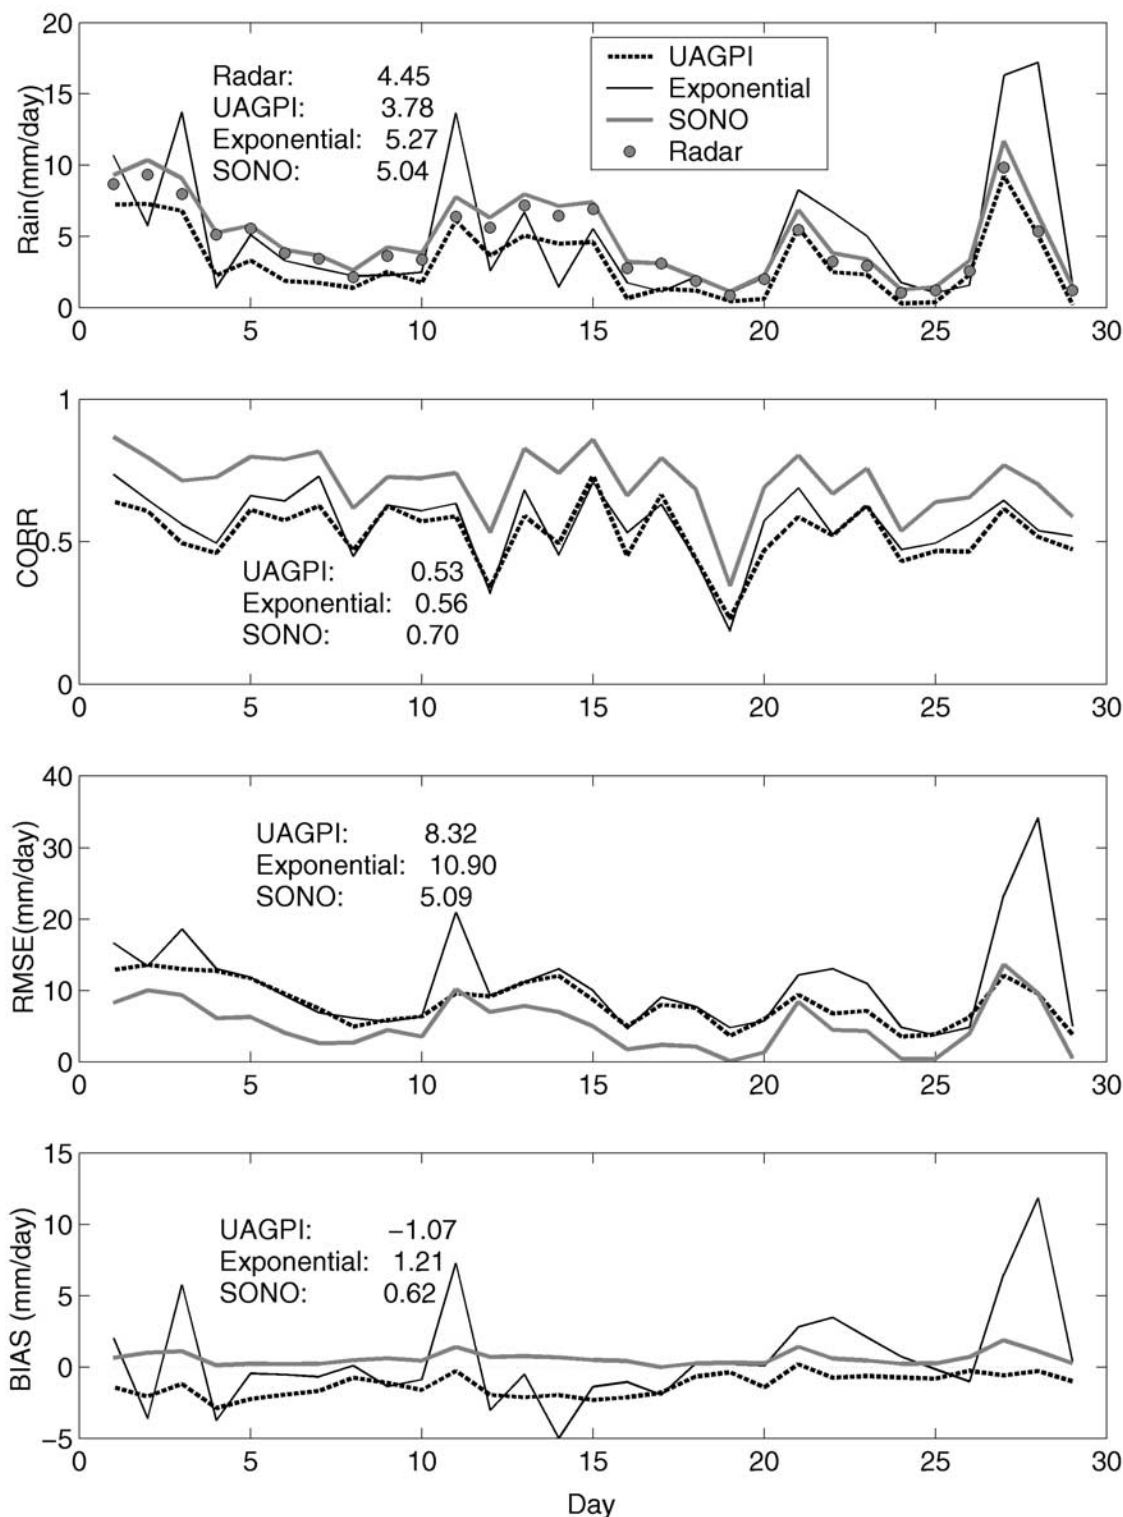 20
15
10
5
0
Rain(mm/day)
Radar: 4.45
UAGPI: 3.78
Exponential: 5.27
SONO: 5.04
UAGPI
Exponential
SONO
Radar
0 5 10 15 20 25 30
1
0.5
0
CORR
UAGPI: 0.53
Exponential: 0.56
SONO: 0.70
0 5 10 15 20 25 30
40
30
20
10
0
RMSE(mm/day)
UAGPI: 8.32
Exponential: 10.90
SONO: 5.09
0 5 10 15 20 25 30
15
10
5
0
−5
BIAS (mm/day)
UAGPI: −1.07
Exponential: 1.21
SONO: 0.62
0 5 10 15 20 25 30
Day